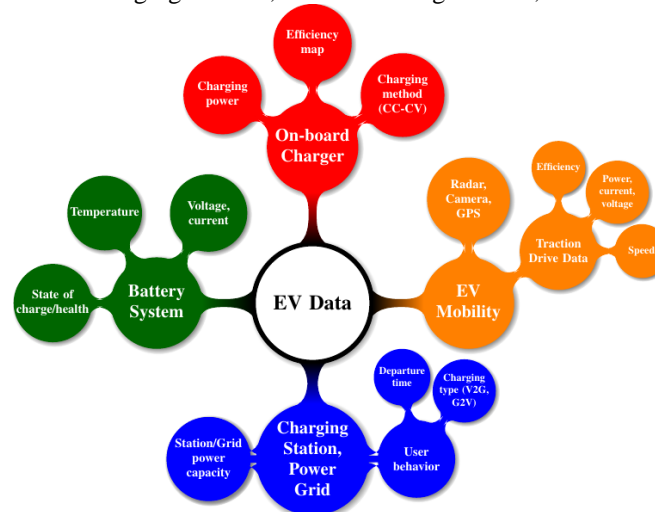 Efficiency
map
Charging
power
Charging
method
(CC-CV)
On-board
Charger
Temperature
Voltage,
current
State of
charge/health
Battery
System
EV Data
Radar,
Camera,
GPS
EV
Mobility
Efficiency
Power,
current,
voltage
Traction
Drive Data
Speed
Charging
Station,
Power
Grid
Station/Grid
power
capacity
Departure
time
Charging
type (V2G,
G2V)
User
behavior